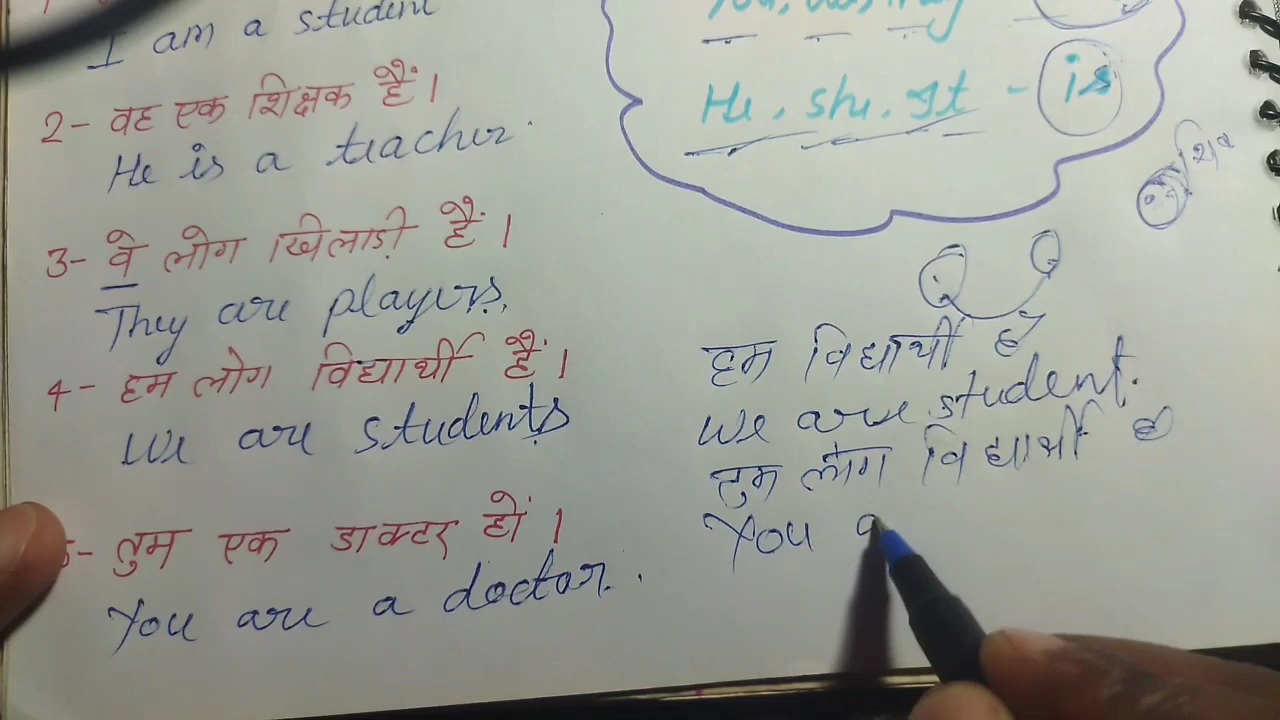 I am a student
2- वह एक शिक्षक हैं।
He is a teacher.
3- वे लोग खिलाड़ी हैं।
They are players.
4- हम लोग विद्यार्थी हैं।
We are students
5- तुम एक डाक्टर हों।
You are a doctor.
He, she, It - is
शिव
हम विद्यार्थी है
we are student.
तुम लोग विद्यार्थी हो
You a